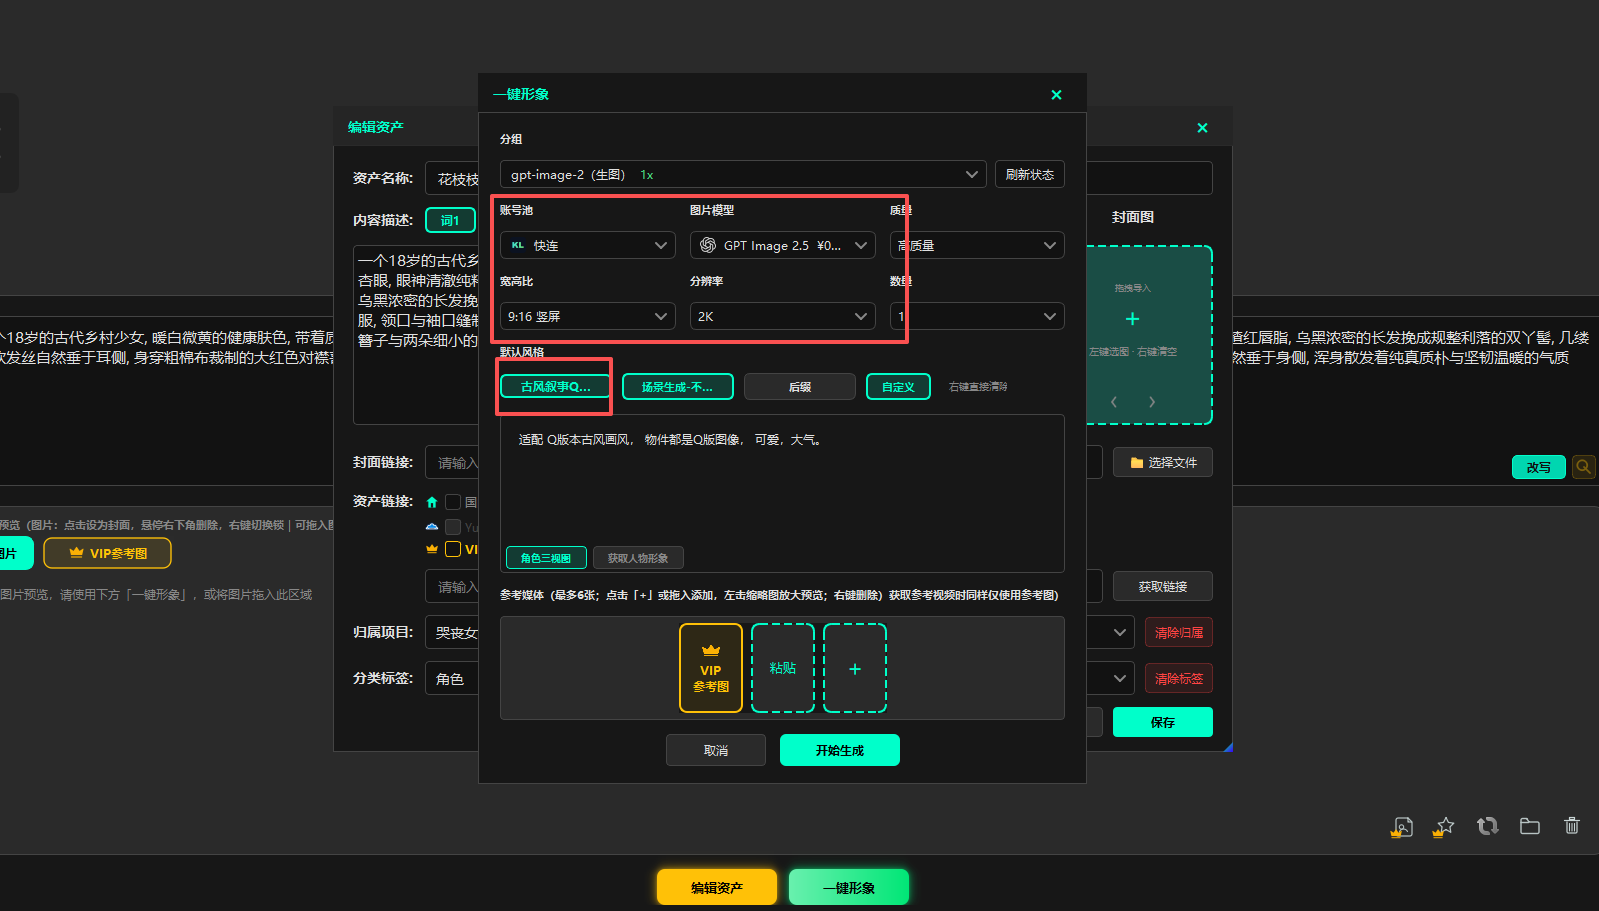 一键形象
编辑资产
分组
资产名称:
花枝枝
gpt-image-2（生图） 1x
刷新状态
内容描述:
词1
账号池
图片模型
质量
封面图
KL 快连
GPT Image 2.5 ¥0...
高质量
一个18岁的古代乡
杏眼, 眼神清澈纯粹
乌黑浓密的长发挽
服, 领口与袖口缝制
簪子与两朵细小的
宽高比
分辨率
数量
拖拽导入
9:16 竖屏
2K
1
左键选图 · 右键清空
个18岁的古代乡村少女, 暖白微黄的健康肤色, 带着质
发丝自然垂于耳侧, 身穿粗棉布裁制的大红色对襟
渣红唇脂, 乌黑浓密的长发挽成规整利落的双丫髻, 几缕
然垂于身侧, 浑身散发着纯真质朴与坚韧温暖的气质
默认风格
古风叙事Q...
场景生成-不...
后缀
自定义
右键直接清除
适配 Q版本古风画风， 物件都是Q版图像， 可爱，大气。
封面链接:
请输入
选择文件
改写
资产链接:
国
预览（图片：点击设为封面，悬停右下角删除，右键切换锁｜可拖入图
Yu
图片
VIP参考图
VI
角色三视图
获取人物形象
请输入
获取链接
图片预览，请使用下方「一键形象」，或将图片拖入此区域
参考媒体（最多6张；点击「+」或拖入添加，左击缩略图放大预览；右键删除）获取参考视频时同样仅使用参考图）
归属项目:
哭丧女
清除归属
VIP
参考图
粘贴
+
分类标签:
角色
清除标签
保存
取消
开始生成
编辑资产
一键形象